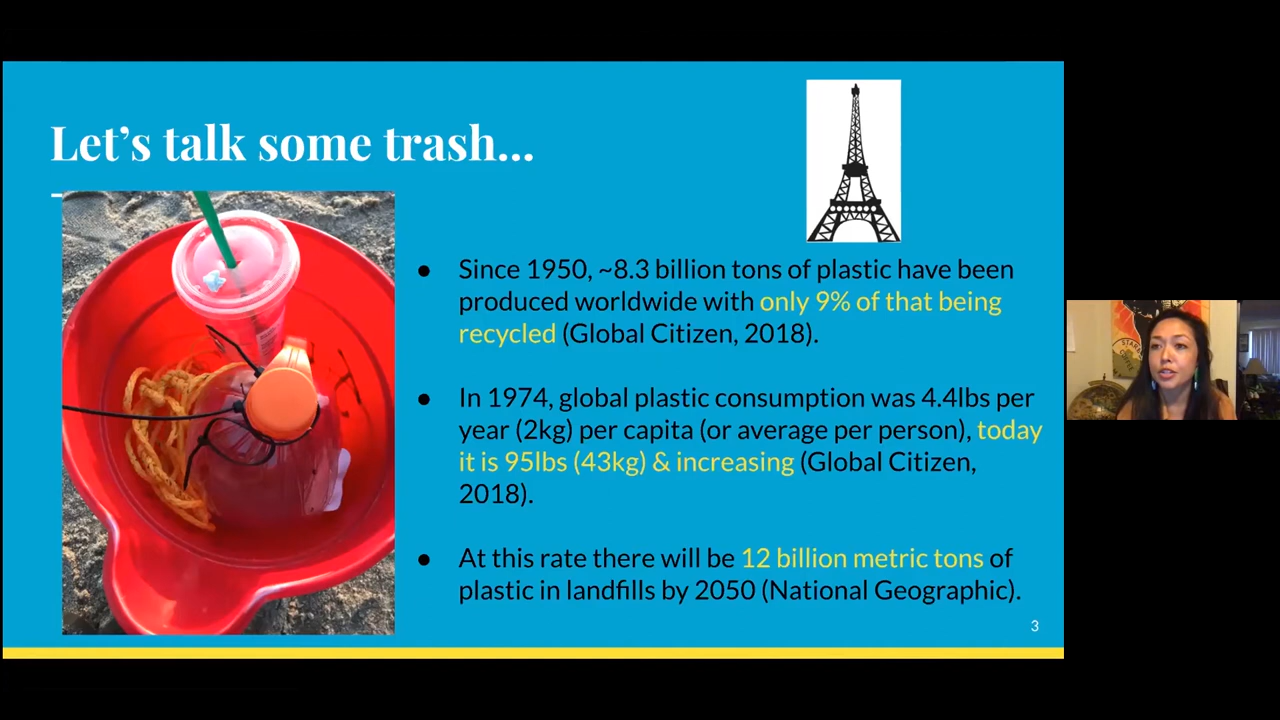 Let's talk some trash...
● Since 1950, ~8.3 billion tons of plastic have been
produced worldwide with only 9% of that being
recycled (Global Citizen, 2018).
● In 1974, global plastic consumption was 4.4lbs per
year (2kg) per capita (or average per person), today
it is 95lbs (43kg) & increasing (Global Citizen,
2018).
● At this rate there will be 12 billion metric tons of
plastic in landfills by 2050 (National Geographic).
3